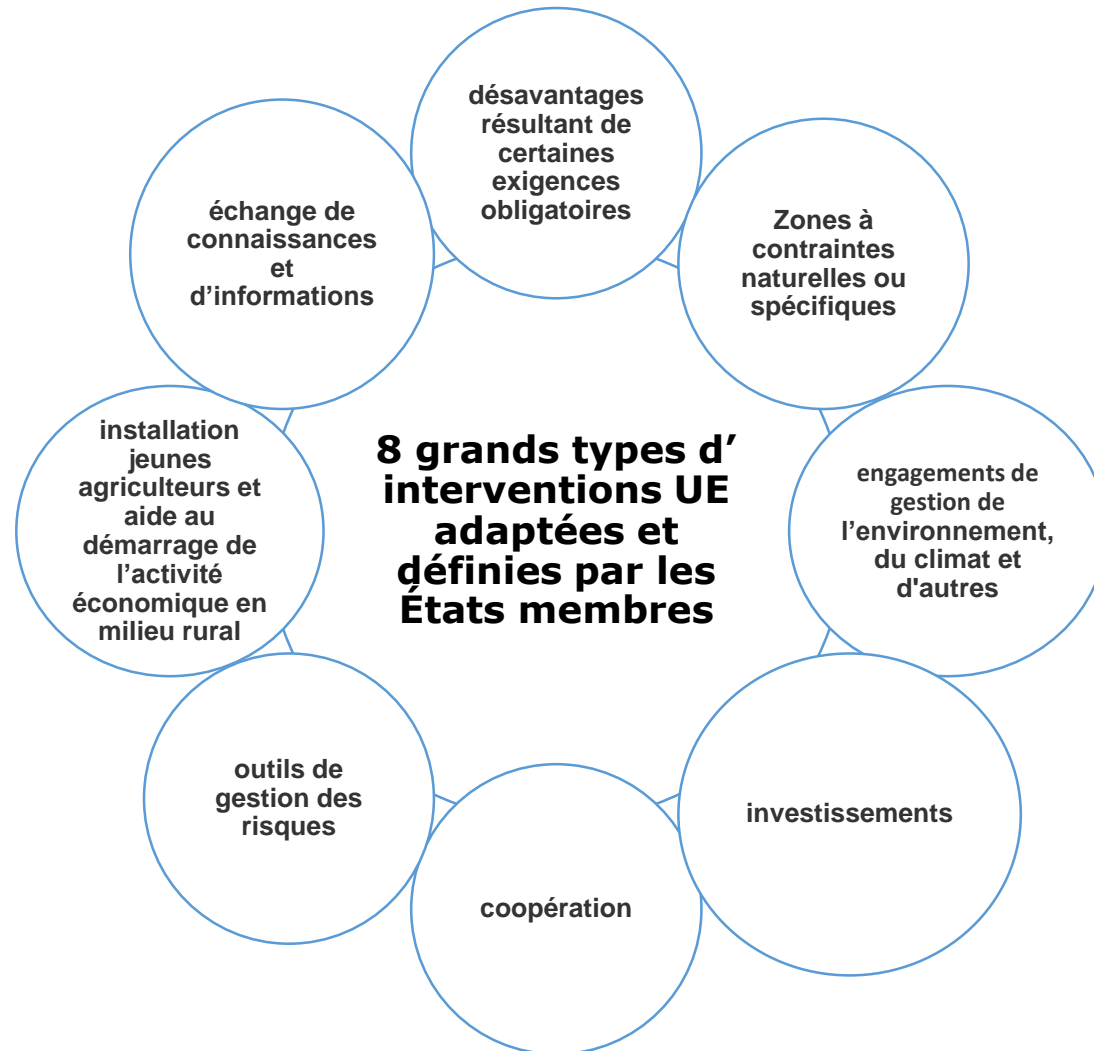 désavantages
résultant de
certaines
exigences
obligatoires
Zones à
contraintes
naturelles ou
spécifiques
engagements de
gestion de
l'environnement,
du climat et
d'autres
investissements
coopération
outils de
gestion des
risques
installation
jeunes
agriculteurs et
aide au
démarrage de
l'activité
économique en
milieu rural
échange de
connaissances
et
d'informations
8 grands types d'
interventions UE
adaptées et
définies par les
États membres